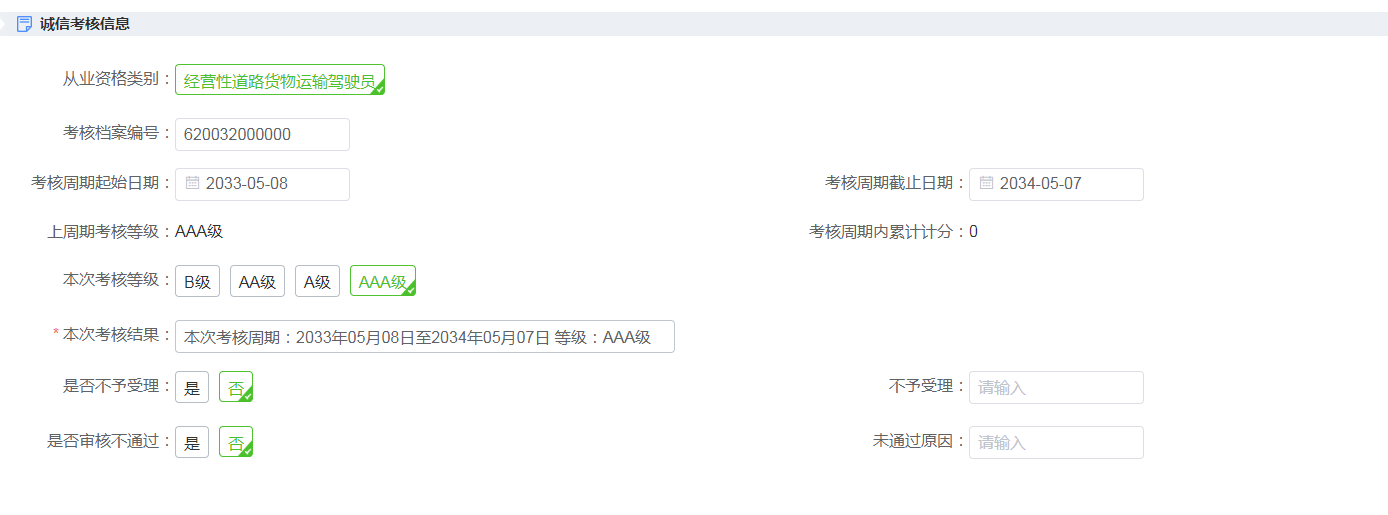 诚信考核信息
从业资格类别： 经营性道路货物运输驾驶员
考核档案编号： 620032000000
考核周期起始日期： 2033-05-08 考核周期截止日期： 2034-05-07
上周期考核等级： AAA级 考核周期内累计计分： 0
本次考核等级： B级 AA级 A级 AAA级
* 本次考核结果： 本次考核周期：2033年05月08日至2034年05月07日 等级：AAA级
是否不予受理： 是 否 不予受理： 请输入
是否审核不通过： 是 否 未通过原因： 请输入